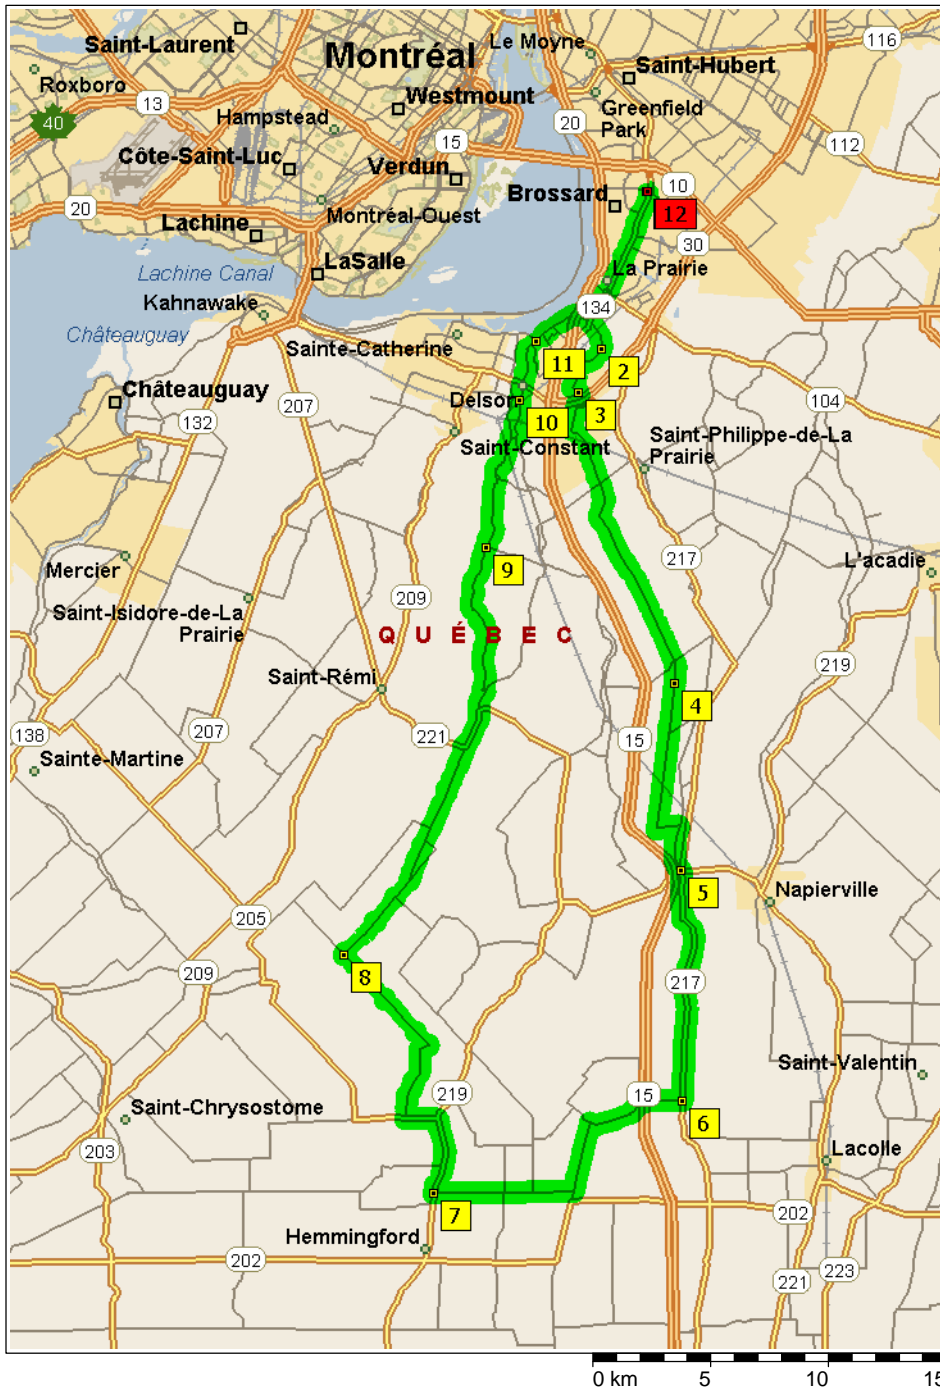 Saint-Laurent
Montréal
Le Moyne
116
Roxboro
Saint-Hubert
13
Westmount
Greenfield
Park
40
Hampstead
20
15
112
Côte-Saint-Luc
Verdun
10
Brossard
20
Montréal-Ouest
12
Lachine
30
LaSalle
La Prairie
Lachine Canal
Kahnawake
134
Châteauguay
Sainte-Catherine
11
2
Châteauguay
207
Delson
104
132
10
3
Saint-Constant
Saint-Philippe-de-La
Prairie
217
L'acadie
Mercier
9
209
Saint-Isidore-de-La
Prairie
QUÉBEC
219
Saint-Rémi
4
138
207
221
15
Sainte-Martine
5
Napierville
205
8
209
217
Saint-Valentin
219
15
Saint-Chrysostome
6
203
Lacolle
7
202
Hemmingford
202
221
223
0 km
5
10
15